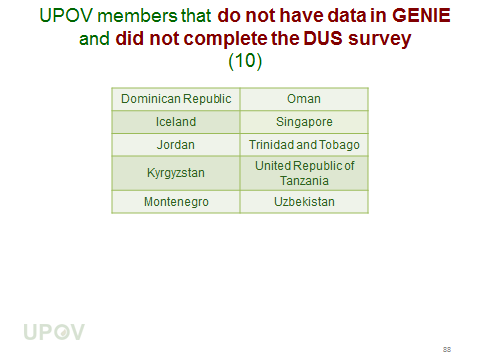 UPOV members that do not have data in GENIE
and did not complete the DUS survey
(10)
Dominican Republic Oman
Iceland Singapore
Jordan Trinidad and Tobago
Kyrgyzstan United Republic of
Tanzania
Montenegro Uzbekistan
UPOV
88